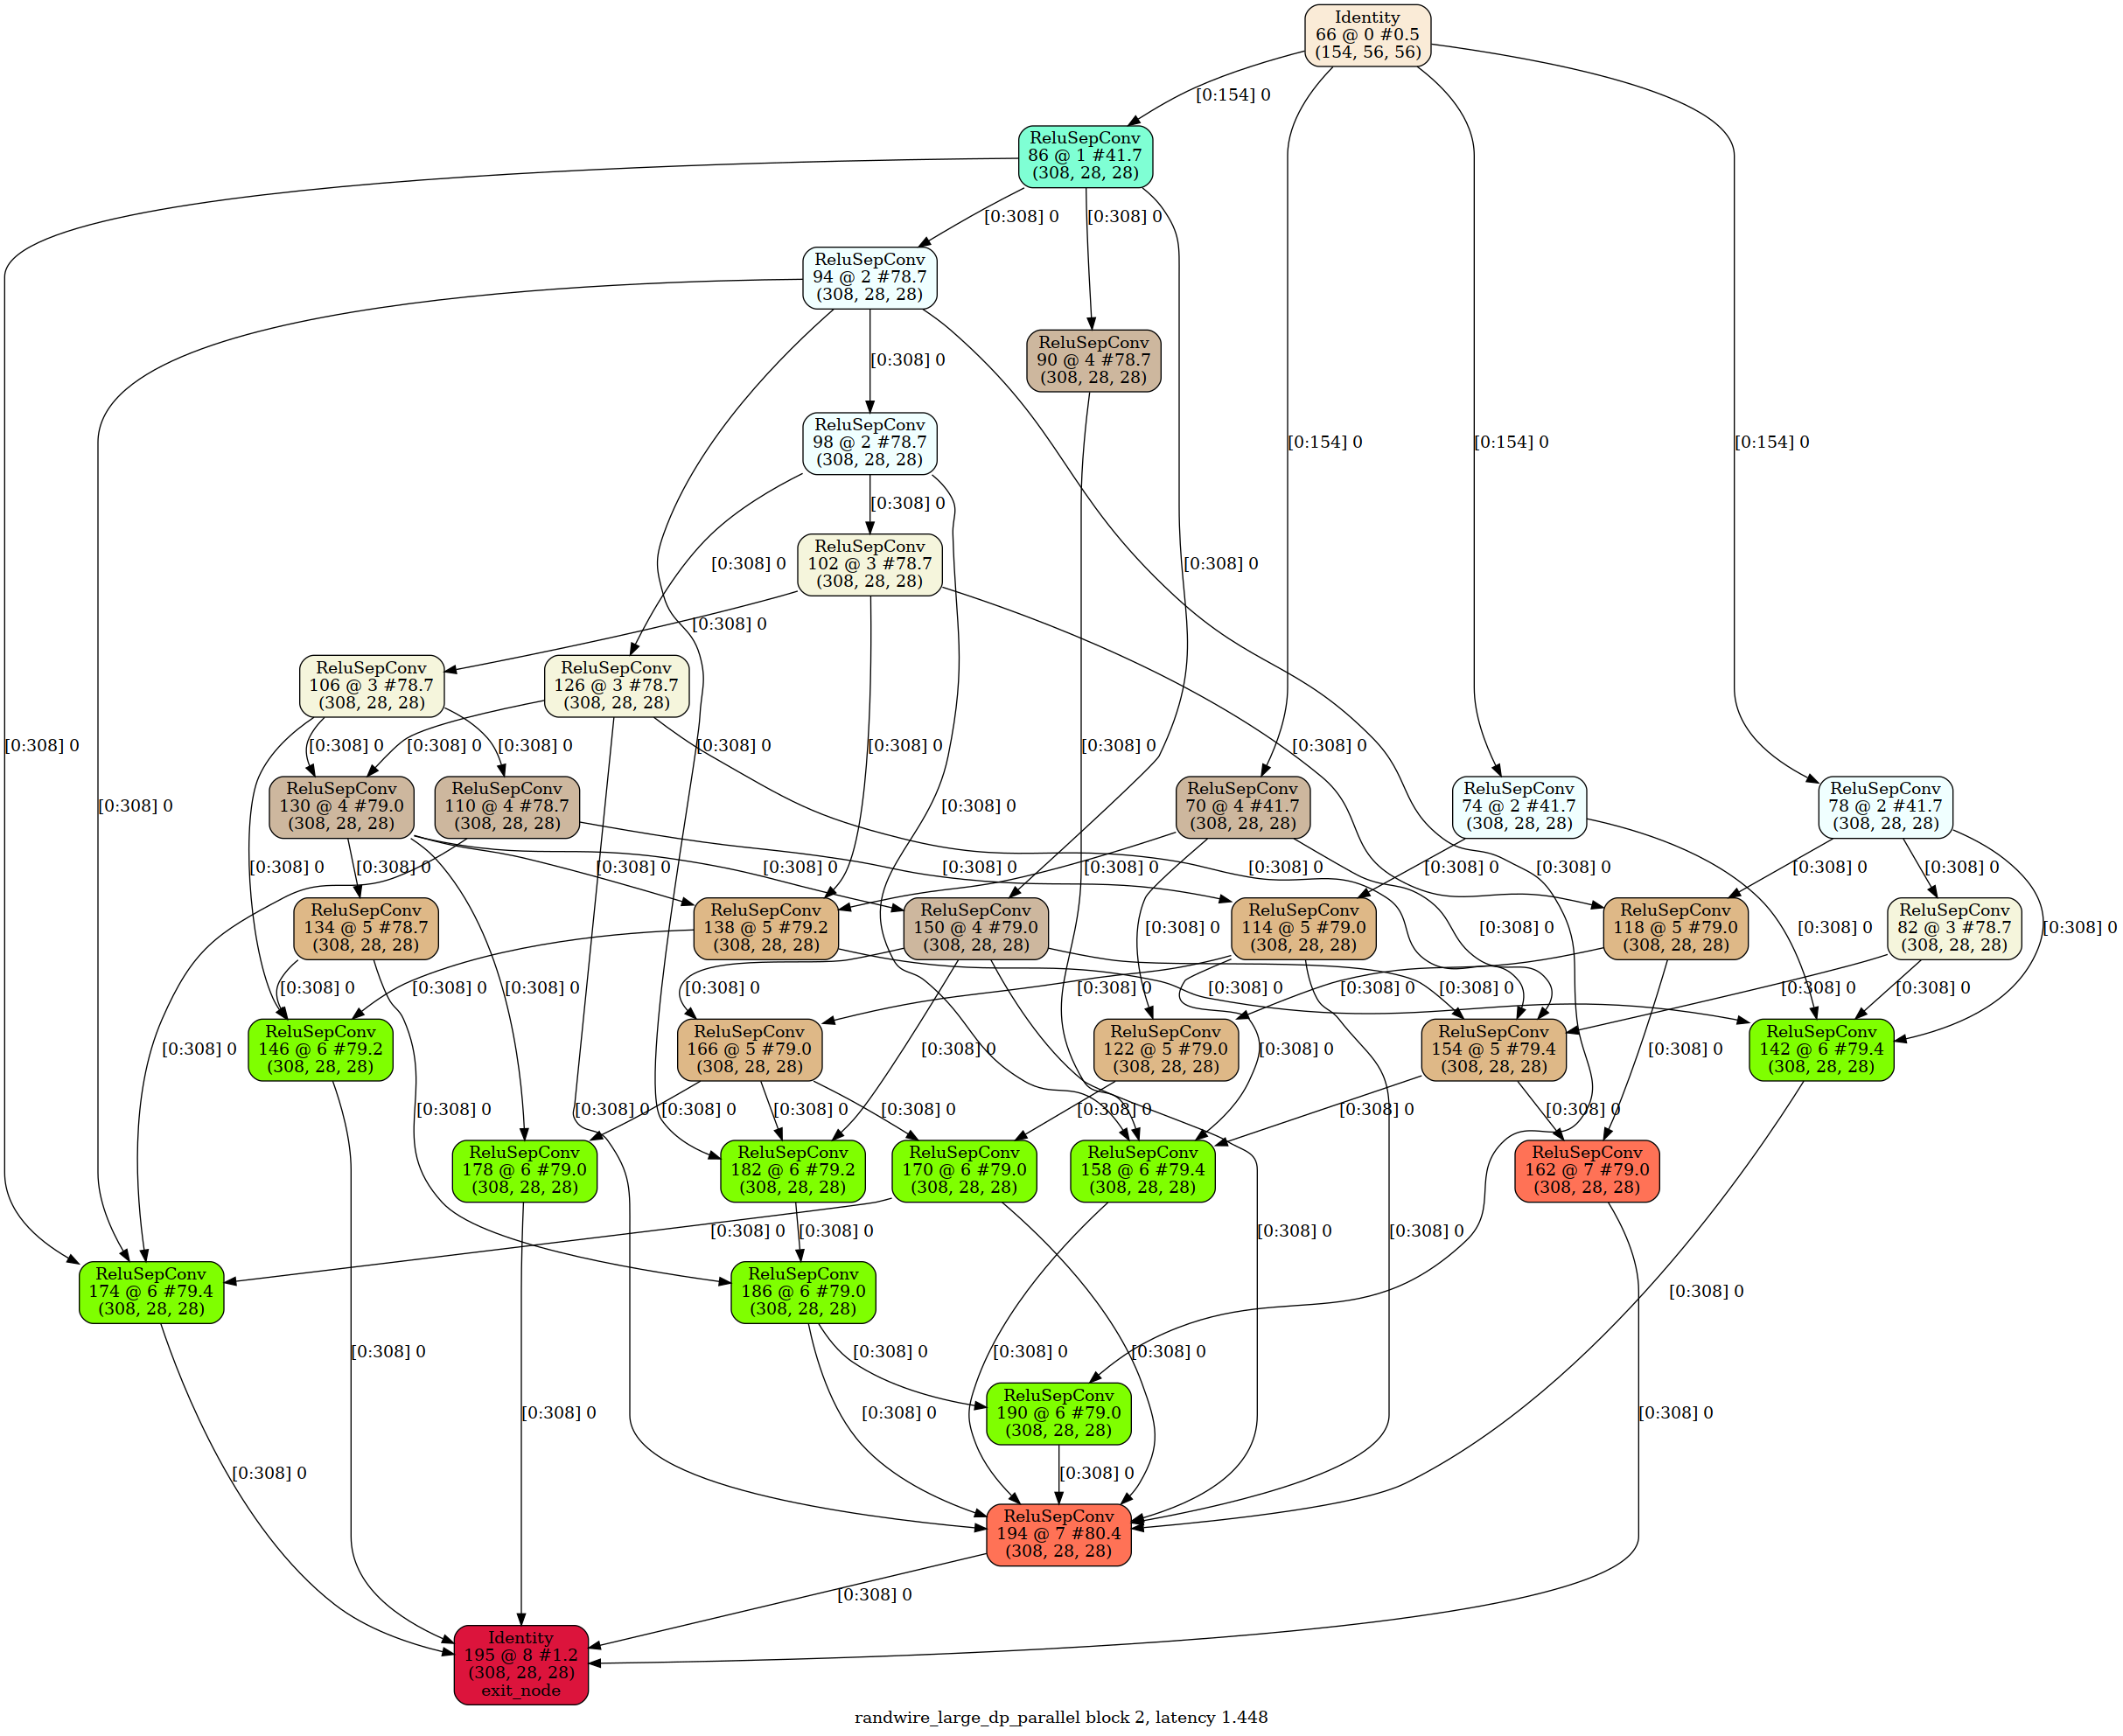 Identity
66 @ 0 #0.5
(154, 56, 56)
[0:154] 0
ReluSepConv
86 @ 1 #41.7
(308, 28, 28)
[0:308] 0
[0:308] 0
ReluSepConv
94 @ 2 #78.7
(308, 28, 28)
ReluSepConv
90 @ 4 #78.7
(308, 28, 28)
[0:308] 0
ReluSepConv
98 @ 2 #78.7
(308, 28, 28)
[0:154] 0
[0:154] 0
[0:154] 0
[0:308] 0
ReluSepConv
102 @ 3 #78.7
(308, 28, 28)
[0:308] 0
[0:308] 0
[0:308] 0
ReluSepConv
106 @ 3 #78.7
(308, 28, 28)
ReluSepConv
126 @ 3 #78.7
(308, 28, 28)
[0:308] 0
[0:308] 0
[0:308] 0
[0:308] 0
[0:308] 0
[0:308] 0
[0:308] 0
[0:308] 0
[0:308] 0
ReluSepConv
130 @ 4 #79.0
(308, 28, 28)
ReluSepConv
110 @ 4 #78.7
(308, 28, 28)
[0:308] 0
ReluSepConv
70 @ 4 #41.7
(308, 28, 28)
ReluSepConv
74 @ 2 #41.7
(308, 28, 28)
ReluSepConv
78 @ 2 #41.7
(308, 28, 28)
[0:308] 0
[0:308] 0
[0:308] 0
[0:308] 0
[0:308] 0
[0:308] 0
[0:308] 0
[0:308] 0
[0:308] 0
[0:308] 0
[0:308] 0
ReluSepConv
134 @ 5 #78.7
(308, 28, 28)
ReluSepConv
138 @ 5 #79.2
(308, 28, 28)
ReluSepConv
150 @ 4 #79.0
(308, 28, 28)
[0:308] 0
ReluSepConv
114 @ 5 #79.0
(308, 28, 28)
[0:308] 0
ReluSepConv
118 @ 5 #79.0
(308, 28, 28)
[0:308] 0
ReluSepConv
82 @ 3 #78.7
(308, 28, 28)
[0:308] 0
[0:308] 0
[0:308] 0
[0:308] 0
[0:308] 0
[0:308] 0
[0:308] 0
[0:308] 0
[0:308] 0
[0:308] 0
[0:308] 0
[0:308] 0
ReluSepConv
146 @ 6 #79.2
(308, 28, 28)
ReluSepConv
166 @ 5 #79.0
(308, 28, 28)
[0:308] 0
ReluSepConv
122 @ 5 #79.0
(308, 28, 28)
[0:308] 0
ReluSepConv
154 @ 5 #79.4
(308, 28, 28)
[0:308] 0
ReluSepConv
142 @ 6 #79.4
(308, 28, 28)
[0:308] 0
[0:308] 0
[0:308] 0
[0:308] 0
[0:308] 0
[0:308] 0
[0:308] 0
[0:308] 0
ReluSepConv
178 @ 6 #79.0
(308, 28, 28)
ReluSepConv
182 @ 6 #79.2
(308, 28, 28)
ReluSepConv
170 @ 6 #79.0
(308, 28, 28)
ReluSepConv
158 @ 6 #79.4
(308, 28, 28)
ReluSepConv
162 @ 7 #79.0
(308, 28, 28)
[0:308] 0
[0:308] 0
[0:308] 0
[0:308] 0
ReluSepConv
174 @ 6 #79.4
(308, 28, 28)
ReluSepConv
186 @ 6 #79.0
(308, 28, 28)
[0:308] 0
[0:308] 0
[0:308] 0
[0:308] 0
[0:308] 0
[0:308] 0
[0:308] 0
ReluSepConv
190 @ 6 #79.0
(308, 28, 28)
[0:308] 0
[0:308] 0
[0:308] 0
[0:308] 0
ReluSepConv
194 @ 7 #80.4
(308, 28, 28)
[0:308] 0
Identity
195 @ 8 #1.2
(308, 28, 28)
exit_node
randwire_large_dp_parallel block 2, latency 1.448